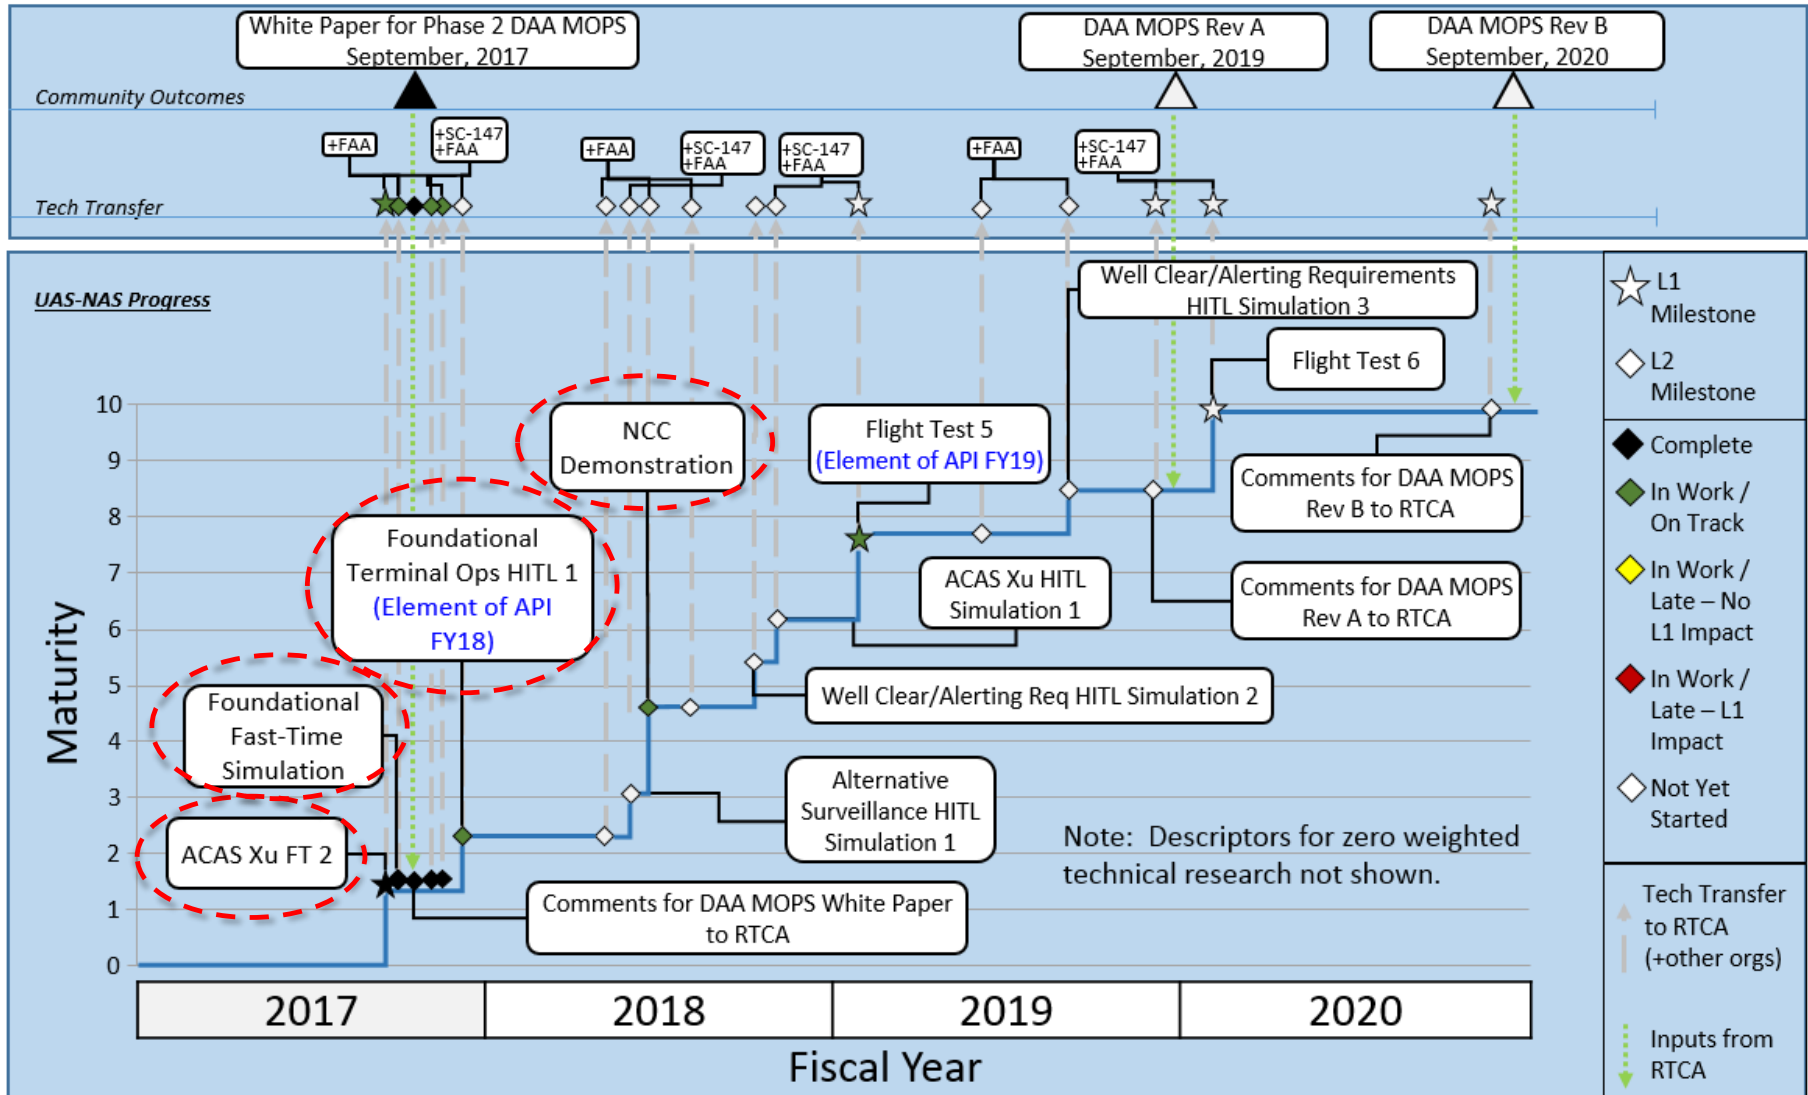 White Paper for Phase 2 DAA MOPS
September, 2017
DAA MOPS Rev A
September, 2019
DAA MOPS Rev B
September, 2020
Community Outcomes
+FAA
+SC-147
+FAA
+FAA
+SC-147
+FAA
+SC-147
+FAA
+FAA
+SC-147
+FAA
Tech Transfer
UAS-NAS Progress
Well Clear/Alerting Requirements
HITL Simulation 3
Flight Test 6
NCC
Demonstration
Flight Test 5
(Element of API FY19)
Comments for DAA MOPS
Rev B to RTCA
Foundational
Terminal Ops HITL 1
(Element of API
FY18)
ACAS Xu HITL
Simulation 1
Comments for DAA MOPS
Rev A to RTCA
Foundational
Fast-Time
Simulation
Well Clear/Alerting Req HITL Simulation 2
Alternative
Surveillance HITL
Simulation 1
ACAS Xu FT 2
Comments for DAA MOPS White Paper
to RTCA
Note: Descriptors for zero weighted
technical research not shown.
Maturity
10
9
8
7
6
5
4
3
2
1
0
2017
2018
2019
2020
Fiscal Year
L1
Milestone
L2
Milestone
Complete
In Work /
On Track
In Work /
Late – No
L1 Impact
In Work /
Late – L1
Impact
Not Yet
Started
Tech Transfer
to RTCA
(+other orgs)
Inputs from
RTCA